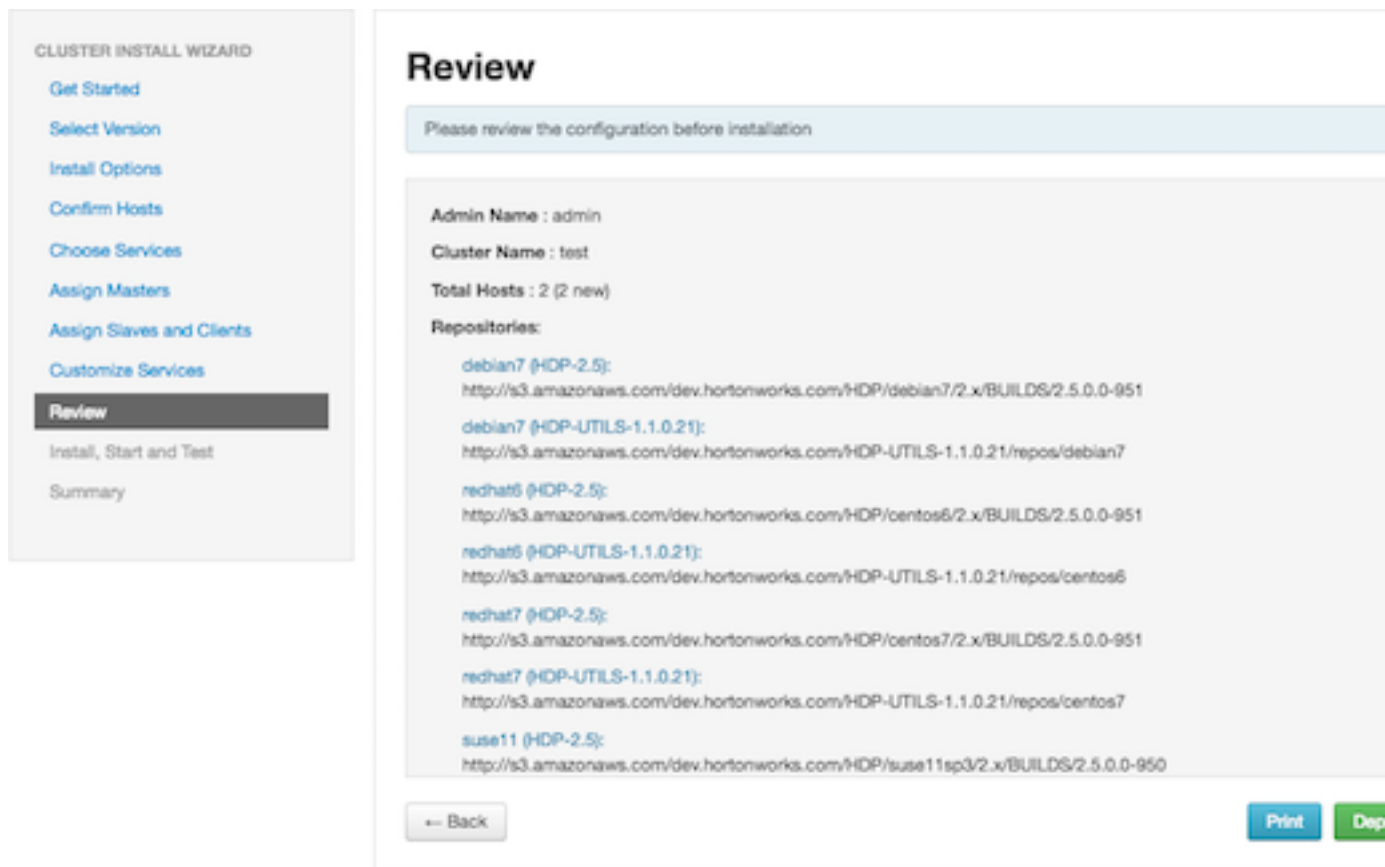 CLUSTER INSTALL WIZARD
Get Started
Select Version
Install Options
Confirm Hosts
Choose Services
Assign Masters
Assign Slaves and Clients
Customize Services
Review
Install, Start and Test
Summary
Review
Please review the configuration before installation
Admin Name : admin
Cluster Name : test
Total Hosts : 2 (2 new)
Repositories:
debian7 (HDP-2.5):
http://s3.amazonaws.com/dev.hortonworks.com/HDP/debian7/2.x/BUILDS/2.5.0.0-951
debian7 (HDP-UTILS-1.1.0.21):
http://s3.amazonaws.com/dev.hortonworks.com/HDP-UTILS-1.1.0.21/repos/debian7
redhat6 (HDP-2.5):
http://s3.amazonaws.com/dev.hortonworks.com/HDP/centos6/2.x/BUILDS/2.5.0.0-951
redhat6 (HDP-UTILS-1.1.0.21):
http://s3.amazonaws.com/dev.hortonworks.com/HDP-UTILS-1.1.0.21/repos/centos6
redhat7 (HDP-2.5):
http://s3.amazonaws.com/dev.hortonworks.com/HDP/centos7/2.x/BUILDS/2.5.0.0-951
redhat7 (HDP-UTILS-1.1.0.21):
http://s3.amazonaws.com/dev.hortonworks.com/HDP-UTILS-1.1.0.21/repos/centos7
suse11 (HDP-2.5):
http://s3.amazonaws.com/dev.hortonworks.com/HDP/suse11sp3/2.x/BUILDS/2.5.0.0-950
← Back
Print
Dep